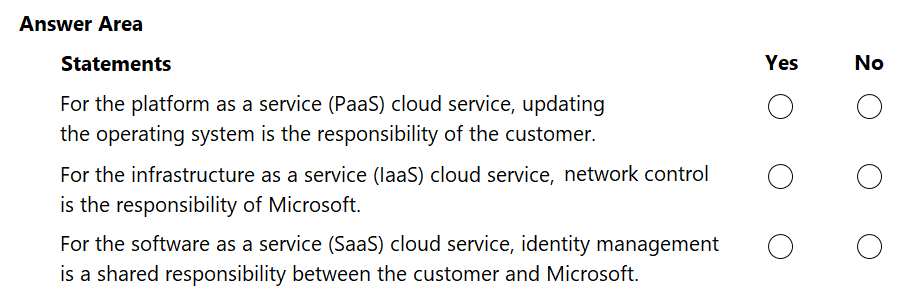 Answer Area
Statements Yes No
For the platform as a service (PaaS) cloud service, updating
the operating system is the responsibility of the customer.
For the infrastructure as a service (IaaS) cloud service, network control
is the responsibility of Microsoft.
For the software as a service (SaaS) cloud service, identity management
is a shared responsibility between the customer and Microsoft.